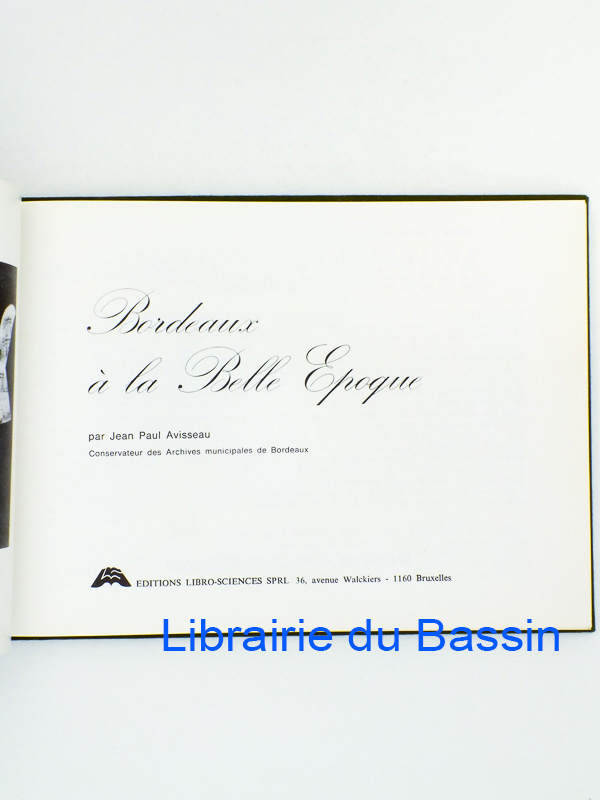 Bordeaux
à la Belle Epoque
par Jean Paul Avisseau
Conservateur des Archives municipales de Bordeaux
EDITIONS LIBRO-SCIENCES SPRL 36, avenue Walckiers - 1160 Bruxelles
Librairie du Bassin